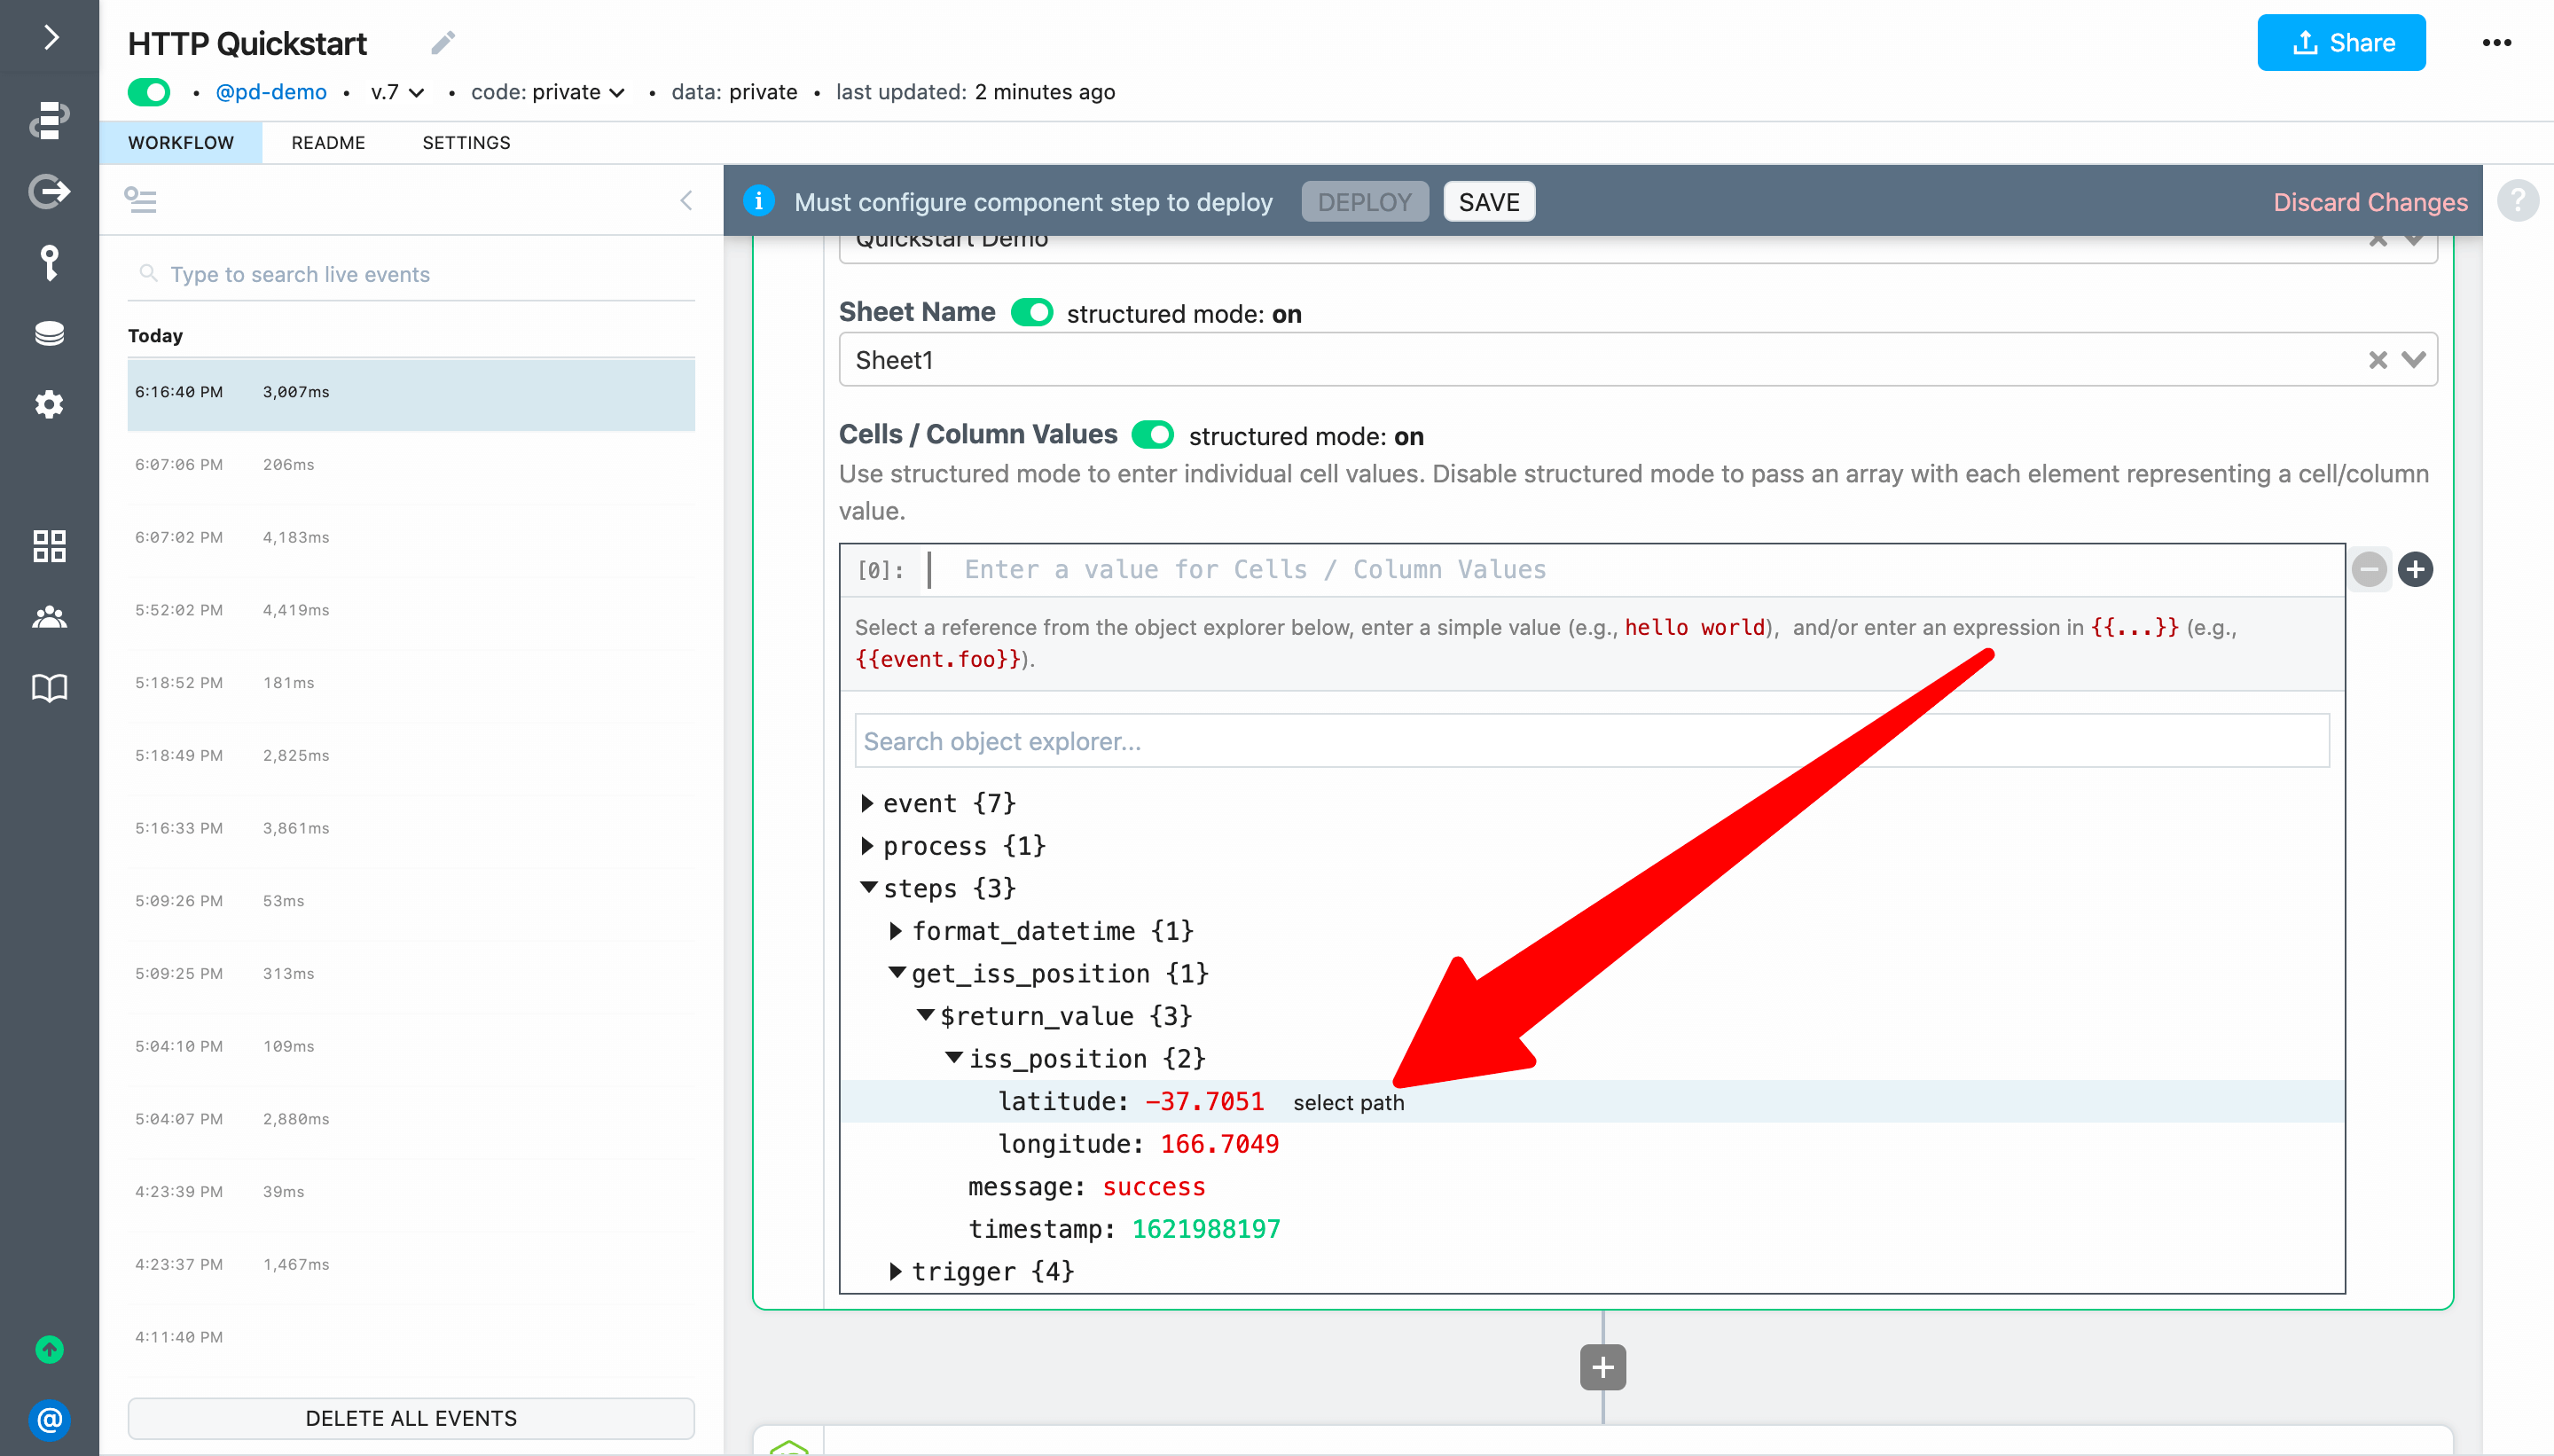 HTTP Quickstart
Share
• @pd-demo • v.7 • code: private • data: private • last updated: 2 minutes ago
WORKFLOW README SETTINGS
Must configure component step to deploy DEPLOY SAVE Discard Changes ?
Type to search live events
Today
6:16:40 PM 3,007ms
6:07:06 PM 206ms
6:07:02 PM 4,183ms
5:52:02 PM 4,419ms
5:18:52 PM 181ms
5:18:49 PM 2,825ms
5:16:33 PM 3,861ms
5:09:26 PM 53ms
5:09:25 PM 313ms
5:04:10 PM 109ms
5:04:07 PM 2,880ms
4:23:39 PM 39ms
4:23:37 PM 1,467ms
4:11:40 PM
DELETE ALL EVENTS
Quickstart Demo
Sheet Name structured mode: on
Sheet1
Cells / Column Values structured mode: on
Use structured mode to enter individual cell values. Disable structured mode to pass an array with each element representing a cell/column
value.
[0]: Enter a value for Cells / Column Values
Select a reference from the object explorer below, enter a simple value (e.g., hello world), and/or enter an expression in {{...}} (e.g.,
{{event.foo}}).
Search object explorer...
event {7}
process {1}
steps {3}
format_datetime {1}
get_iss_position {1}
$return_value {3}
iss_position {2}
latitude: -37.7051 select path
longitude: 166.7049
message: success
timestamp: 1621988197
trigger {4}